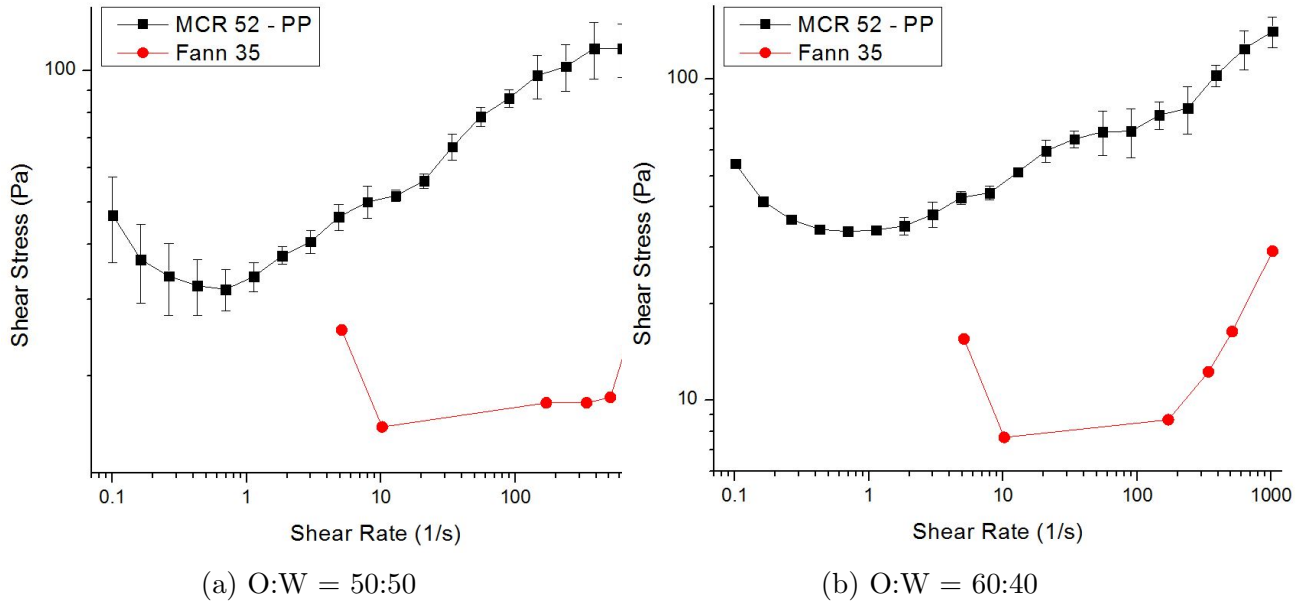 MCR 52 - PP
Fann 35
100
Shear Stress (Pa)
0.1
1
10
100
Shear Rate (1/s)
(a) O:W = 50:50
MCR 52 - PP
Fann 35
100
10
Shear Stress (Pa)
0.1
1
10
100
1000
Shear Rate (1/s)
(b) O:W = 60:40